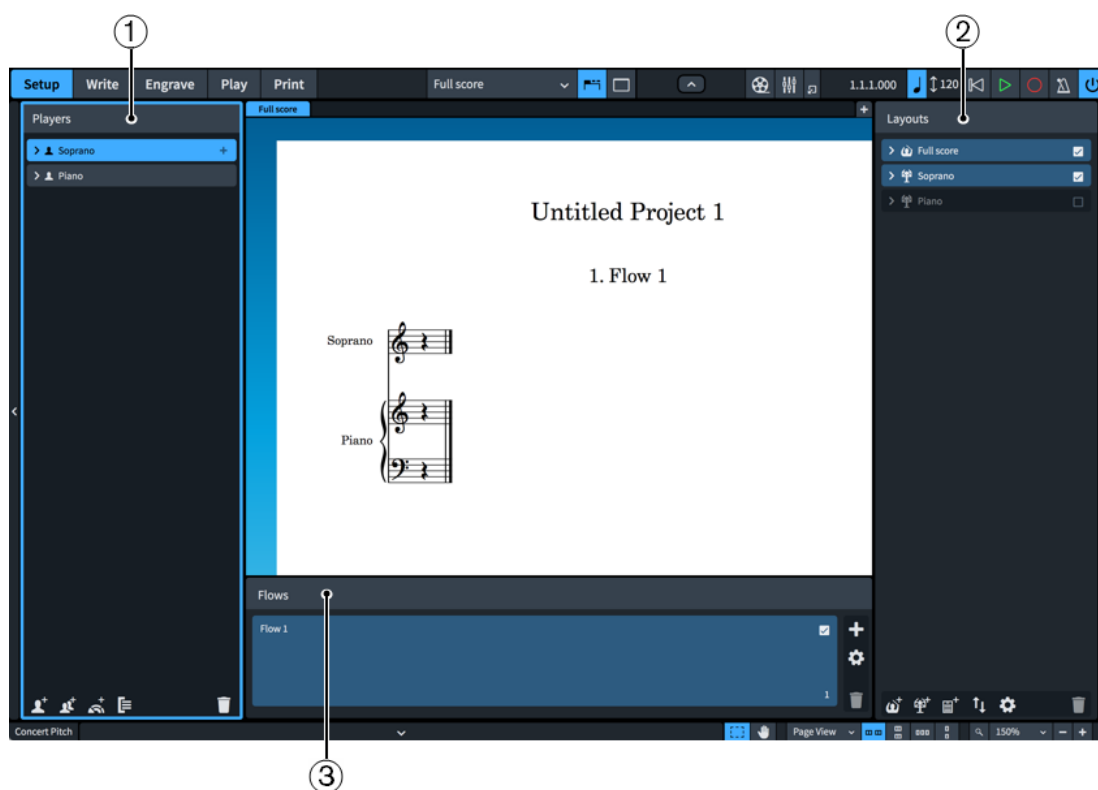 1 2
Setup Write Engrave Play Print Full score 1.1.1.000 120
Players Full score Layouts
Soprano
Piano
Full score
Soprano
Piano
Untitled Project 1
1. Flow 1
Soprano
Piano
Flows
Flow 1
1
Concert Pitch Page View 150%
3